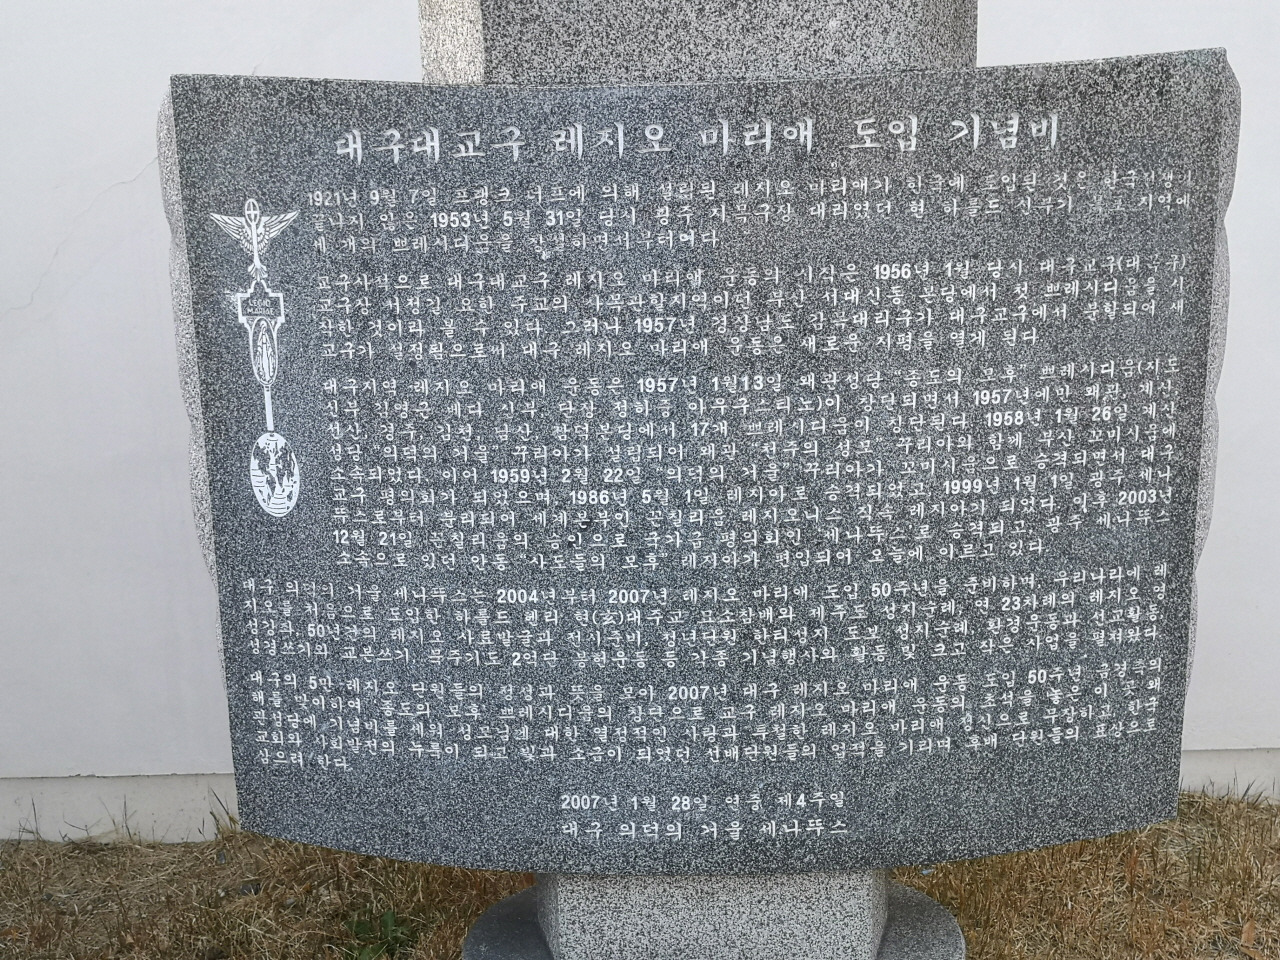 대구대교구 레지오 마리애 도입 기념비
1921년 9월 7일 프랭크 더프에 의해 설립된 레지오 마리애가 한국에 도입된 것은 한국전쟁이
끝나지 않은 1953년 5월 31일 당시 광주 지목구장 대리였던 현 하롤드 신부가 목포 지역에
세 개의 쁘레시디움을 창설하면서부터이다
교구사적으로 대구대교구 레지오 마리애 운동의 시작은 1956년 1월 당시 대구교구(대목구)
교구장 서정길 요한 주교의 사목관할지역이던 부산 서대신동 본당에서 첫 쁘레시디움을 시
작한 것이라 볼 수 있다. 그러나 1957년 경상남도 감목대리구가 대구교구에서 분할되어 새
교구가 설정됨으로써 대구 레지오 마리애 운동은 새로운 지평을 열게 된다
대구지역 레지오 마리애 운동은 1957년 1월13일 왜관성당 "종도의 모후" 쁘레시디움(지도
신부 김영근 베다 신부, 단장 정하증 아우구스티노)이 창단되면서 1957년에만 왜관, 계산,
선산, 경주, 김천, 남산, 삼덕본당에서 17개 쁘레시디움이 창단된다. 1958년 1월 26일 계산
성당 "의덕의 거울" 꾸리아가 설립되어 왜관 "천주의 성모" 꾸리아와 함께 부산 꼬미시움에
소속되었다. 이어 1959년 2월 22일 "의덕의 거울" 꾸리아가 꼬미시움으로 승격되면서 대구
교구 평의회가 되었으며, 1986년 5월 1일 레지아로 승격되었고, 1999년 1월 1일 광주 세나
뚜스로부터 분리되어 세계본부인 꼰칠리움 레지오니스 직속 레지아가 되었다. 이후 2003년
12월 21일 꼰칠리움의 승인으로 국가급 평의회인 세나뚜스로 승격되고, 광주 세나뚜스
소속으로 있던 안동 "사도들의 모후" 레지아가 편입되어 오늘에 이르고 있다.
대구 의덕의 거울 세나뚜스는 2004년부터 2007년 레지오 마리애 도입 50주년을 준비하며, 우리나라에 레
지오를 처음으로 도입한 하롤드 헨리 현(玄)대주교 묘소참배와 제주도 성지순례, 연 23차례의 레지오 영
성강좌, 50년간의 레지오 사료발굴과 전시준비, 청년단원 한티성지 도보 성지순례, 환경운동과 선교활동,
성경쓰기와 교본쓰기, 묵주기도 2억단 봉헌운동 등 각종 기념행사와 활동 및 크고 작은 사업을 펼쳐왔다.
대구의 5만 레지오 단원들의 정성과 뜻을 모아 2007년 대구 레지오 마리애 운동 도입 50주년 금경축의
해를 맞이하여 종도의 모후 쁘레시디움의 창단으로 교구 레지오 마리애 운동의 초석을 놓은 이 곳 왜
관성당에 기념비를 세워 성모님께 대한 열정적인 사랑과 투철한 레지오 마리애 정신으로 무장하고, 한국
교회와 사회발전의 누룩이 되고 빛과 소금이 되었던 선배단원들의 업적을 기리며 후배 단원들의 표상으로
삼으려 한다.
2007년 1월 28일 연중 제4주일
대구 의덕의 거울 세나뚜스
LEGIO
MARIAE